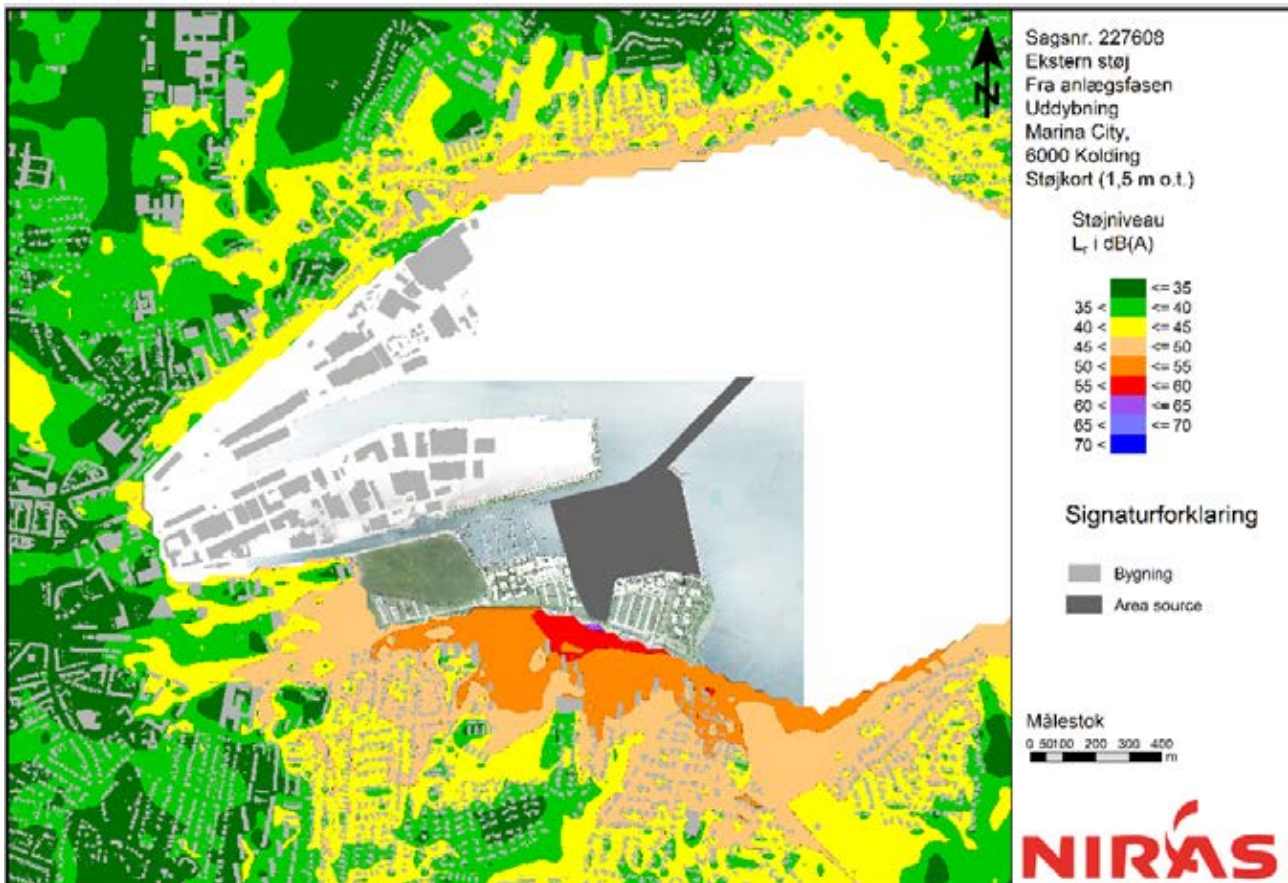 N
Sagsnr. 227608
Ekstern støj
Fra anlægsfasen
Uddybning
Marina City,
6000 Kolding
Støjkort (1,5 m o.t.)
Støjniveau
Lr i dB(A)
<= 35
35 < <= 40
40 < <= 45
45 < <= 50
50 < <= 55
55 < <= 60
60 < <= 65
65 < <= 70
70 <
Signaturforklaring
Bygning
Area source
Målestok
0 50 100 200 300 400
m
NIRAS